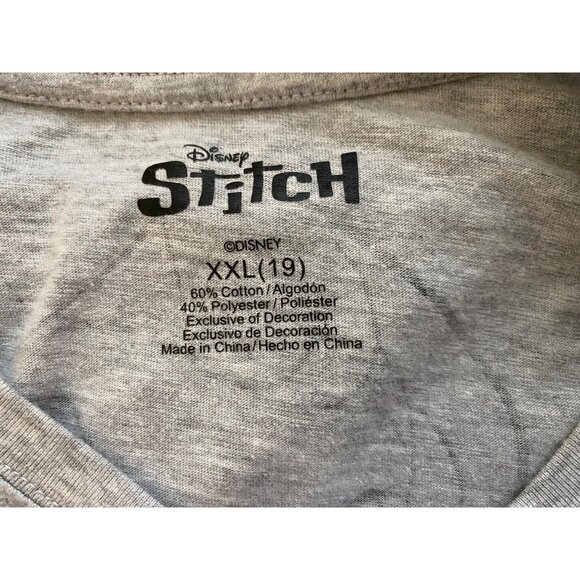 Disney
STiTCH
©DISNEY
XXL(19)
60% Cotton/Algodón
40% Polyester/Poliéster
Exclusive of Decoration
Exclusivo de Decoración
Made in China/Hecho en China